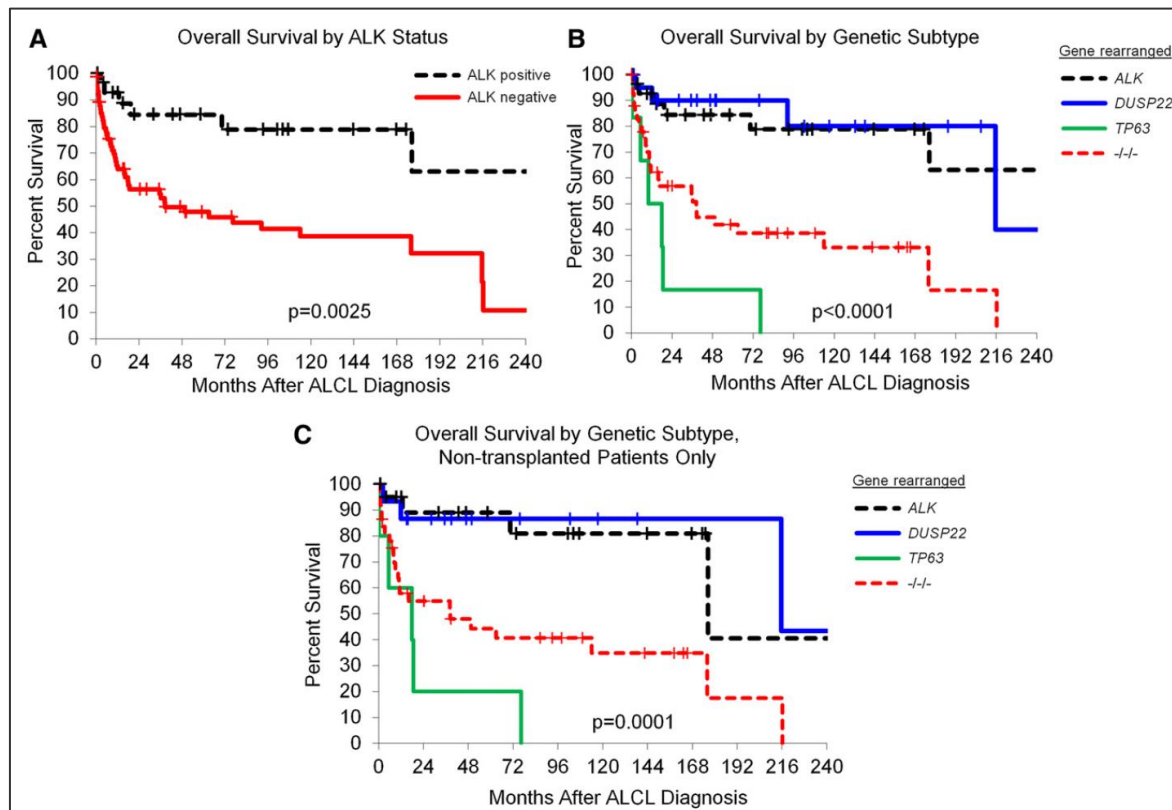 A
Overall Survival by ALK Status
ALK positive
ALK negative
100
90
80
70
60
50
40
30
20
10
0
Percent Survival
p=0.0025
0 24 48 72 96 120 144 168 192 216 240
Months After ALCL Diagnosis
B
Overall Survival by Genetic Subtype
Gene rearranged
ALK
DUSP22
TP63
-/-/-
100
90
80
70
60
50
40
30
20
10
0
Percent Survival
p<0.0001
0 24 48 72 96 120 144 168 192 216 240
Months After ALCL Diagnosis
C
Overall Survival by Genetic Subtype,
Non-transplanted Patients Only
Gene rearranged
ALK
DUSP22
TP63
-/-/-
100
90
80
70
60
50
40
30
20
10
0
Percent Survival
p=0.0001
0 24 48 72 96 120 144 168 192 216 240
Months After ALCL Diagnosis